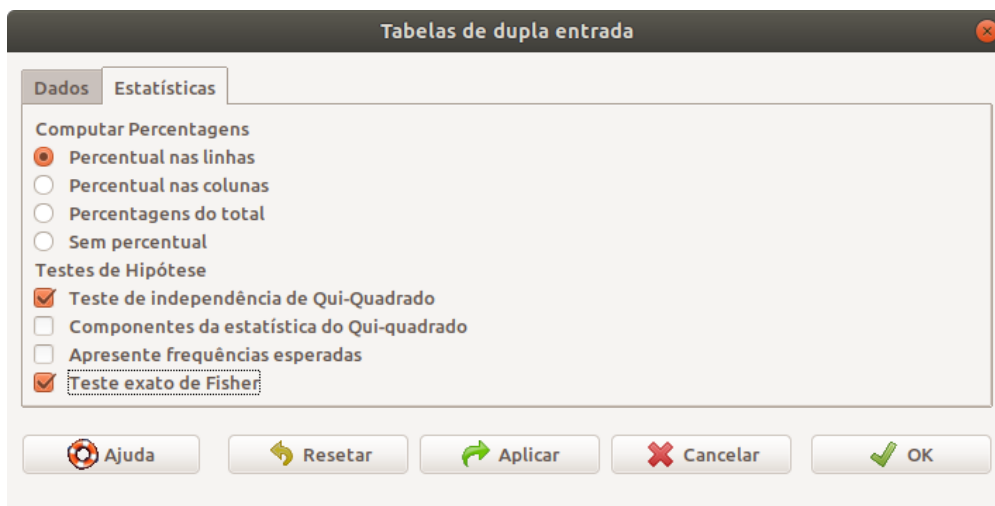 Tabelas de dupla entrada
Dados Estatísticas
Computar Percentagens
Percentual nas linhas
Percentual nas colunas
Percentagens do total
Sem percentual
Testes de Hipótese
Teste de independência de Qui-Quadrado
Componentes da estatística do Qui-quadrado
Apresente frequências esperadas
Teste exato de Fisher
Ajuda Resetar Aplicar Cancelar OK